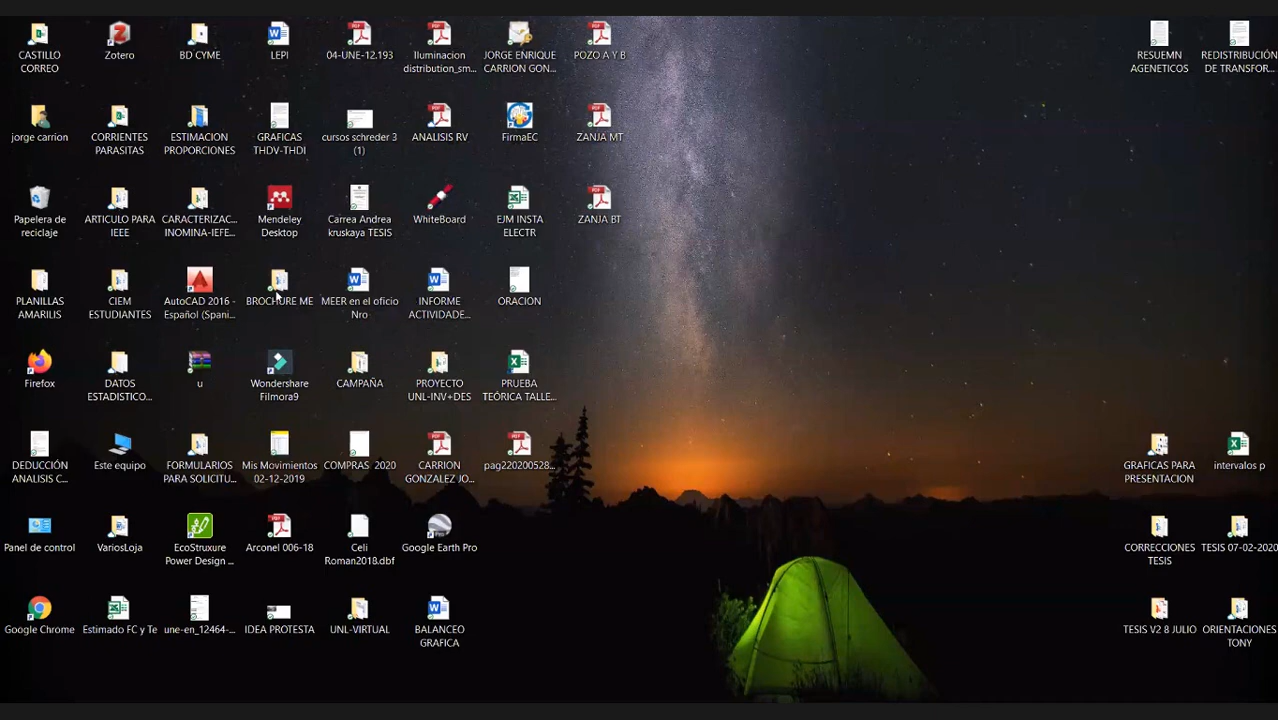 CASTILLO
CORREO
Zotero
BD CYME
LEPI
04-UNE-12.193
Iluminacion
distribution_sm...
JORGE ENRIQUE
CARRION GON...
POZO A Y B
RESUEMN
AGENETICOS
REDISTRIBUCIÓN
DE TRANSFOR...
jorge carrion
CORRIENTES
PARASITAS
ESTIMACION
PROPORCIONES
GRAFICAS
THDV-THDI
cursos schreder 3
(1)
ANALISIS RV
FirmaEC
ZANJA MT
Papelera de
reciclaje
ARTICULO PARA
IEEE
CARACTERIZAC...
INOMINA-IEFE...
Mendeley
Desktop
Carrea Andrea
kruskaya TESIS
WhiteBoard
EJM INSTA
ELECTR
ZANJA BT
PLANILLAS
AMARILIS
CIEM
ESTUDIANTES
AutoCAD 2016 -
Español (Spani...
BROCHURE ME
MEER en el oficio
Nro
INFORME
ACTIVIDADE...
ORACION
Firefox
DATOS
ESTADISTICO...
u
Wondershare
Filmora9
CAMPAÑA
PROYECTO
UNL-INV+DES
PRUEBA
TEÓRICA TALLE...
DEDUCCIÓN
ANALISIS C...
Este equipo
FORMULARIOS
PARA SOLICITU...
Mis Movimientos
02-12-2019
COMPRAS 2020
CARRION
GONZALEZ JO...
pag220200528...
GRAFICAS PARA
PRESENTACION
intervalos p
Panel de control
VariosLoja
EcoStruxure
Power Design ...
Arconel 006-18
Celi
Roman2018.dbf
Google Earth Pro
CORRECCIONES
TESIS
TESIS 07-02-2020
Google Chrome
Estimado FC y Te
une-en_12464-...
IDEA PROTESTA
UNL-VIRTUAL
BALANCEO
GRAFICA
TESIS V2 8 JULIO
ORIENTACIONES
TONY